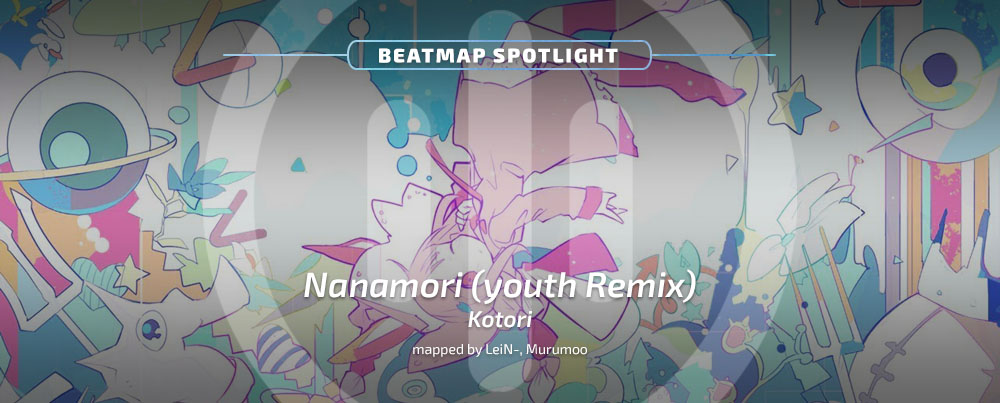 BEATMAP SPOTLIGHT
Nanamori (youth Remix)
Kotori
mapped by LeiN-, Murumoo